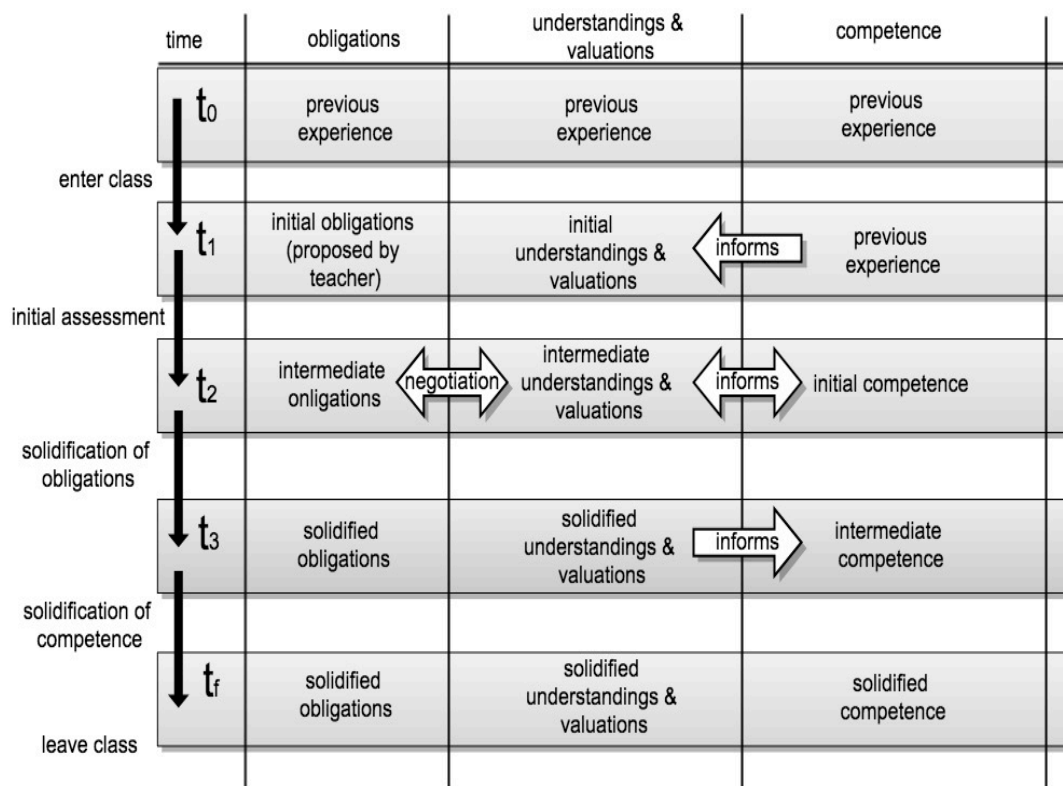 time
obligations
understandings &
valuations
competence
t0
previous
experience
previous
experience
previous
experience
enter class
t1
initial obligations
(proposed by
teacher)
initial
understandings &
valuations
informs
previous
experience
initial assessment
t2
intermediate
onligations
negotiation
intermediate
understandings &
valuations
informs
initial competence
solidification of
obligations
t3
solidified
obligations
solidified
understandings &
valuations
informs
intermediate
competence
solidification of
competence
tf
solidified
obligations
solidified
understandings &
valuations
solidified
competence
leave class